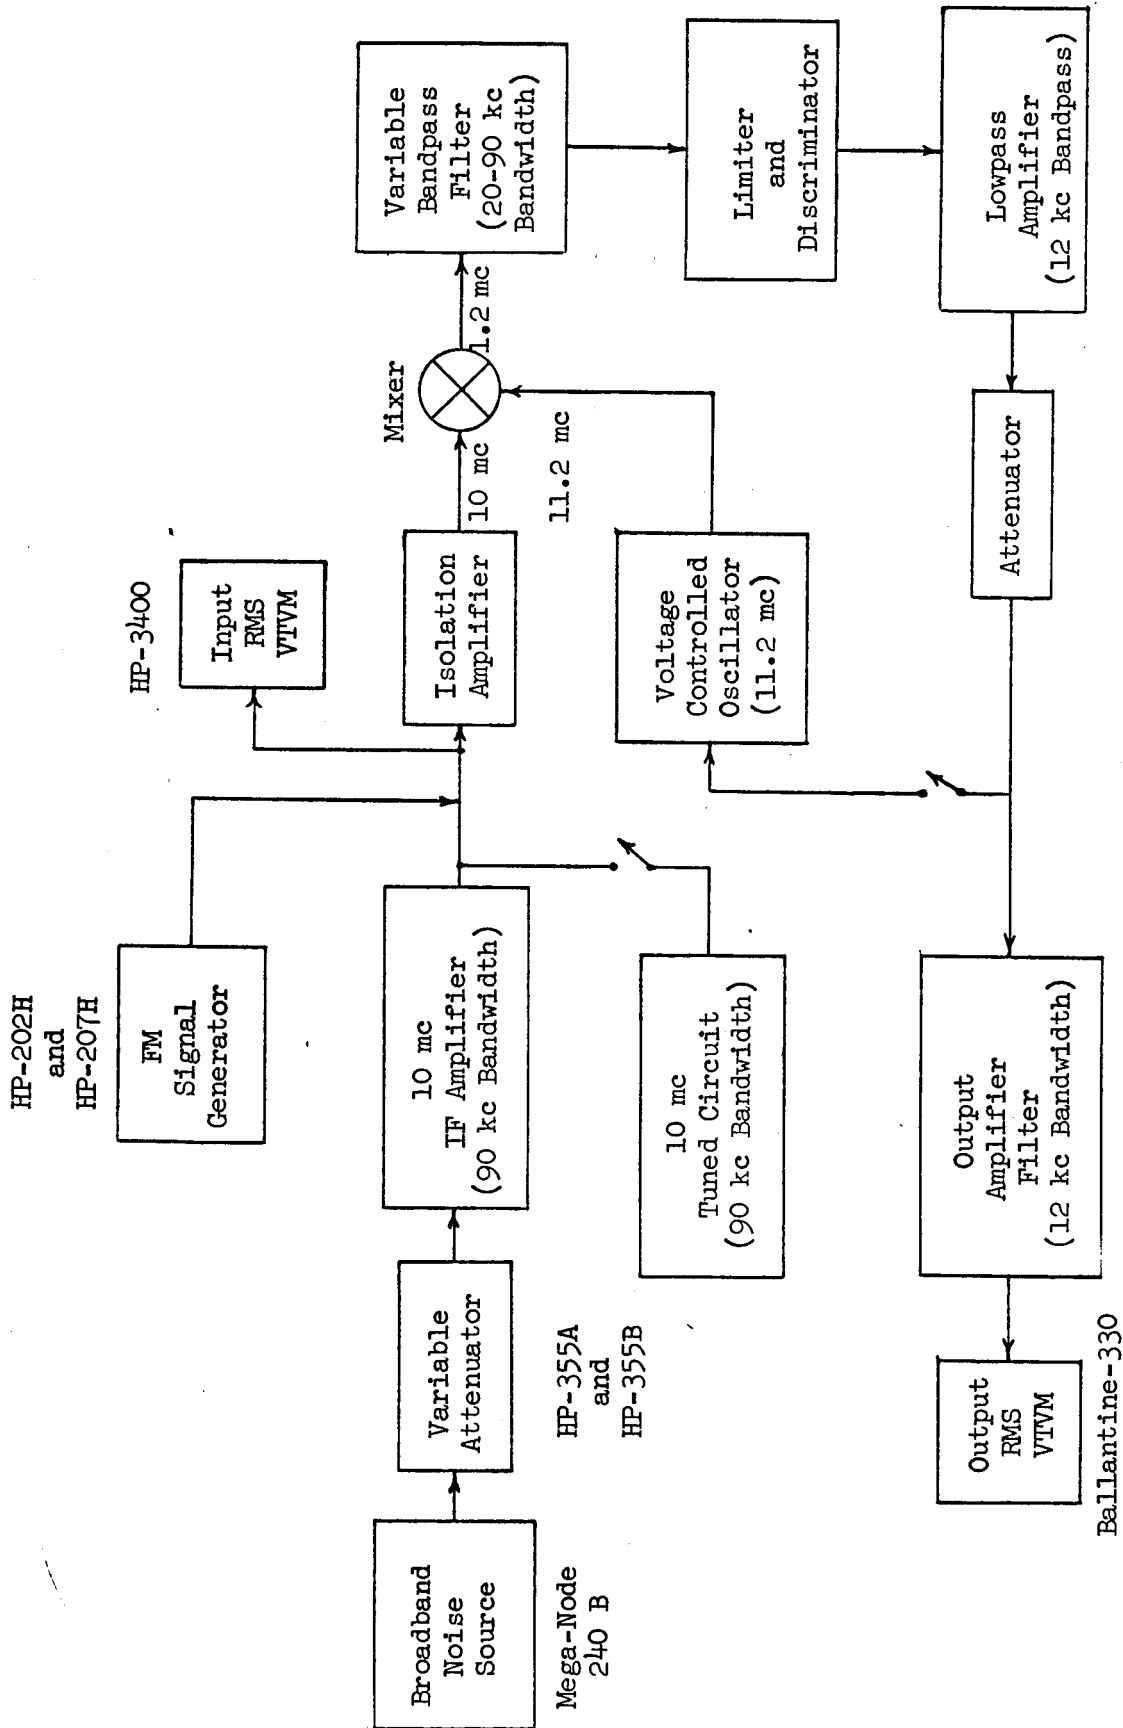 HP-202H
and
HP-207H
FM
Signal
Generator
HP-3400
Input
RMS
VTVM
Broadband
Noise
Source
Mega-Node
240 B
Variable
Attenuator
HP-355A
and
HP-355B
10 mc
IF Amplifier
(90 kc Bandwidth)
10 mc
Tuned Circuit
(90 kc Bandwidth)
Isolation
Amplifier
10 mc
Mixer
11.2 mc
1.2 mc
Variable
Bandpass
Filter
(20-90 kc
Bandwidth)
Voltage
Controlled
Oscillator
(11.2 mc)
Limiter
and
Discriminator
Lowpass
Amplifier
(12 kc Bandpass)
Attenuator
Output
Amplifier
Filter
(12 kc Bandwidth)
Output
RMS
VTVM
Ballantine-330